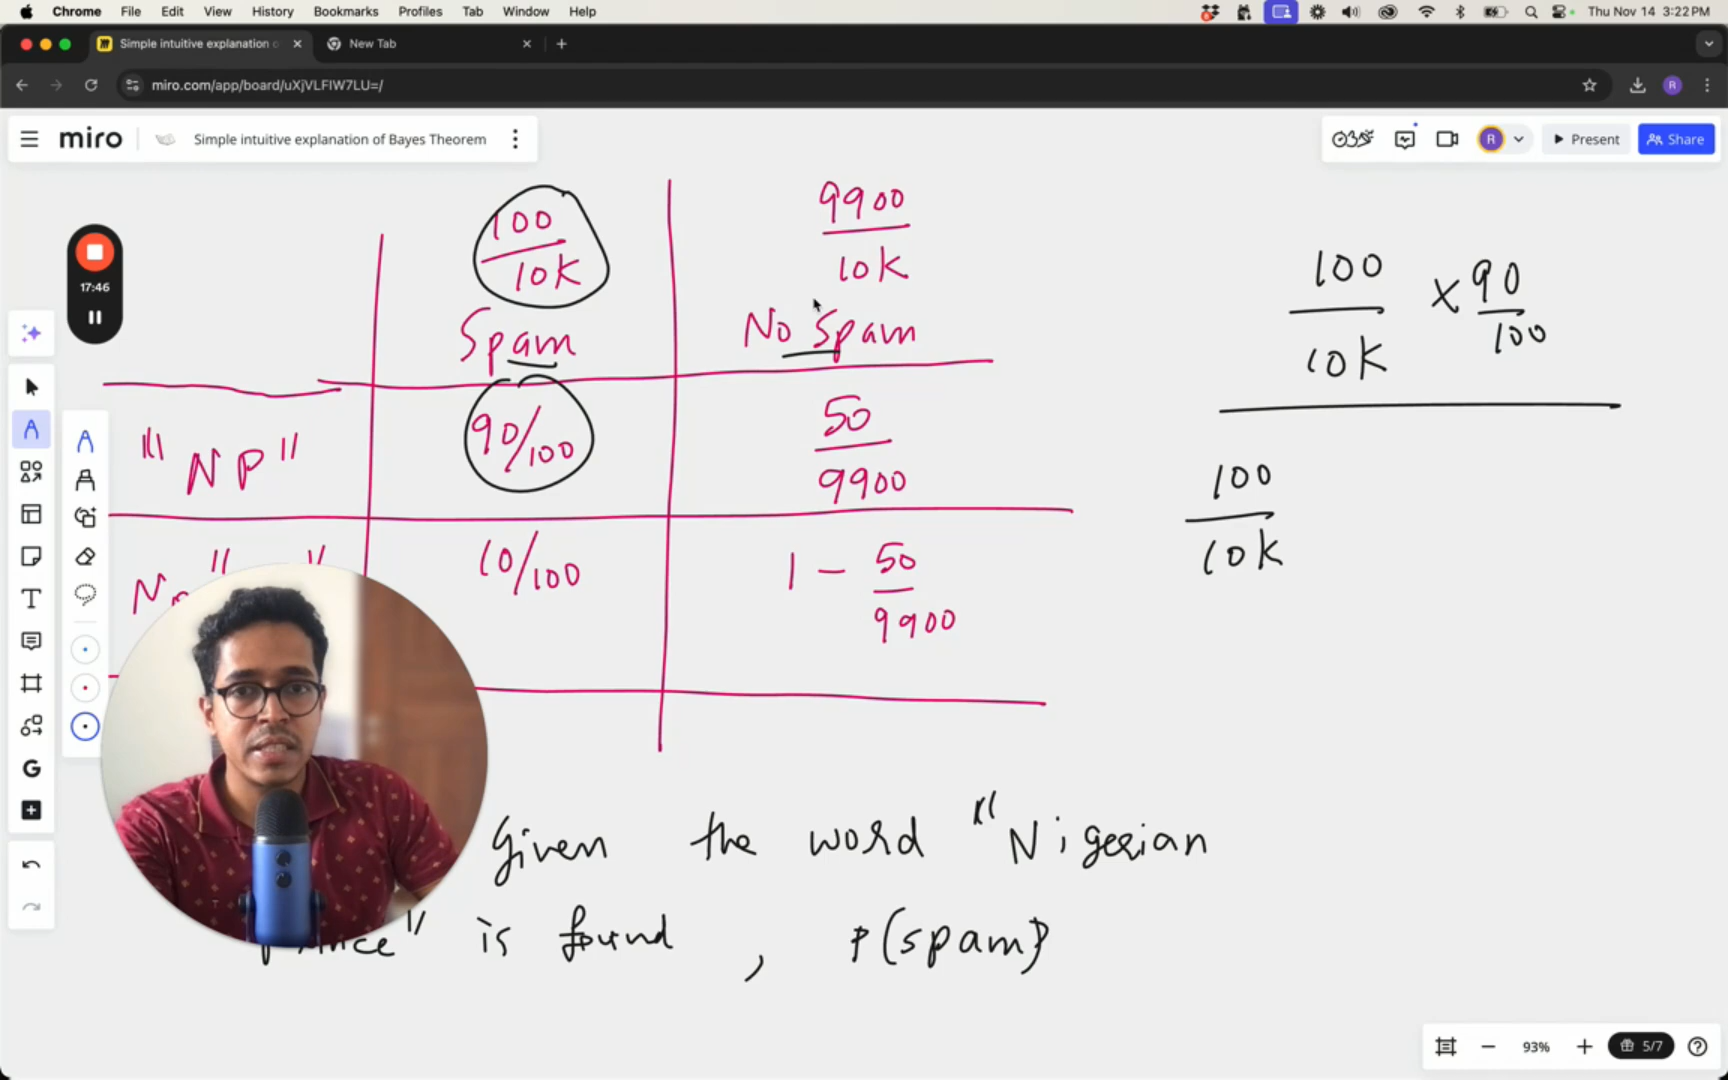 Chrome File Edit View History Bookmarks Profiles Tab Window Help Thu Nov 14 3:22 PM
Simple intuitive explanation o
New Tab
miro.com/app/board/uXjVLFIW7LU=/
R
miro Simple intuitive explanation of Bayes Theorem
R Present Share
17:46
100/10K
9900/10K
Spam
No Spam
"NP"
90/100
50/9900
10/100
1 - 50/9900
100/10K × 90/100
100/10K
Given the word "Nigerian
is found, P(spam)
93% 5/7